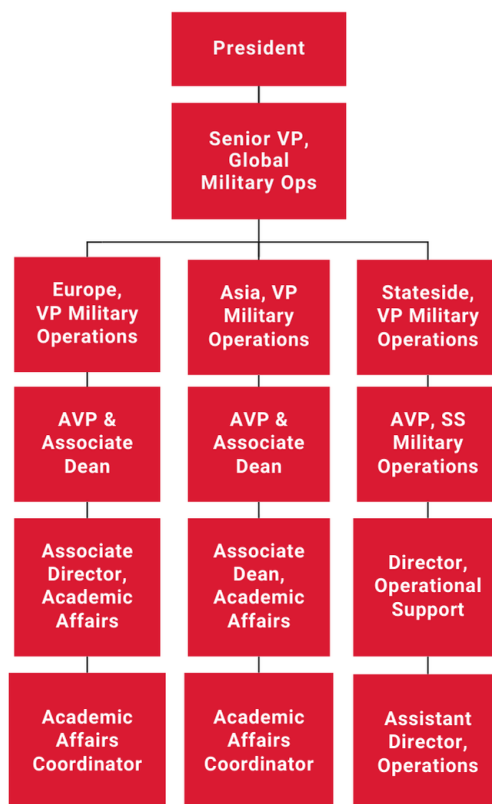 President
Senior VP,
Global
Military Ops
Europe,
VP Military
Operations
Asia, VP
Military
Operations
Stateside,
VP Military
Operations
AVP &
Associate
Dean
AVP &
Associate
Dean
AVP, SS
Military
Operations
Associate
Director,
Academic
Affairs
Associate
Dean,
Academic
Affairs
Director,
Operational
Support
Academic
Affairs
Coordinator
Academic
Affairs
Coordinator
Assistant
Director,
Operations